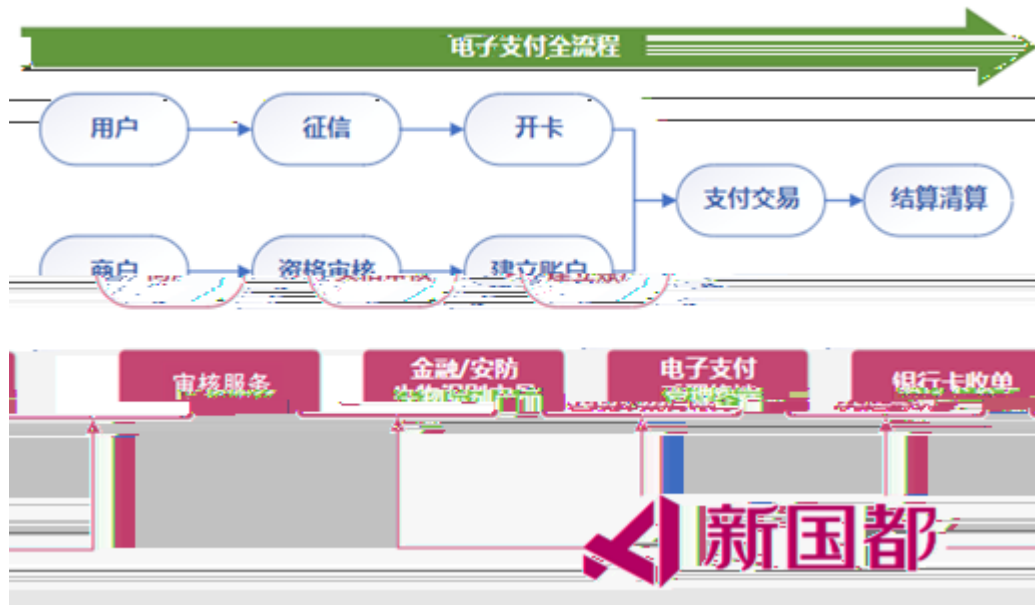 电子支付全流程
用户
征信
开卡
支付交易
结算清算
商户
资格审核
建立账户
审核服务
金融/安防
电子支付
银行卡收单
新国都